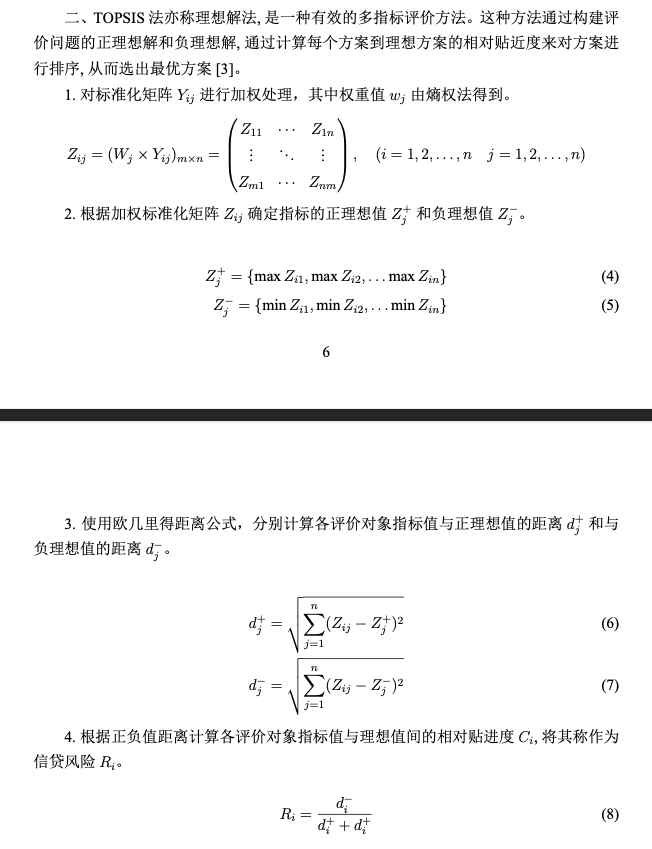 二、TOPSIS 法亦称理想解法, 是一种有效的多指标评价方法。这种方法通过构建评
价问题的正理想解和负理想解, 通过计算每个方案到理想方案的相对贴近度来对方案进
行排序, 从而选出最优方案 [3]。
1. 对标准化矩阵 Y_{ij} 进行加权处理，其中权重值 w_j 由熵权法得到。
Z_{ij} = (W_j × Y_{ij})_{m×n} = \begin{pmatrix} Z_{11} & \cdots & Z_{1n} \\ \vdots & \ddots & \vdots \\ Z_{m1} & \cdots & Z_{nm} \end{pmatrix}, (i = 1, 2, . . . , n   j = 1, 2, . . . , n)
2. 根据加权标准化矩阵 Z_{ij} 确定指标的正理想值 Z_j^+ 和负理想值 Z_j^-。
Z_j^+ = {max Z_{i1}, max Z_{i2}, . . . max Z_{in}} (4)
Z_j^- = {min Z_{i1}, min Z_{i2}, . . . min Z_{in}} (5)
6
3. 使用欧几里得距离公式，分别计算各评价对象指标值与正理想值的距离 d_j^+ 和与
负理想值的距离 d_j^-。
d_j^+ = \sqrt{\sum_{j=1}^{n} (Z_{ij} − Z_j^+)^2} (6)
d_j^- = \sqrt{\sum_{j=1}^{n} (Z_{ij} − Z_j^-)^2} (7)
4. 根据正负值距离计算各评价对象指标值与理想值间的相对贴进度 C_i, 将其称作为
信贷风险 R_i。
R_i = \frac{d_i^-}{d_i^+ + d_i^+} (8)